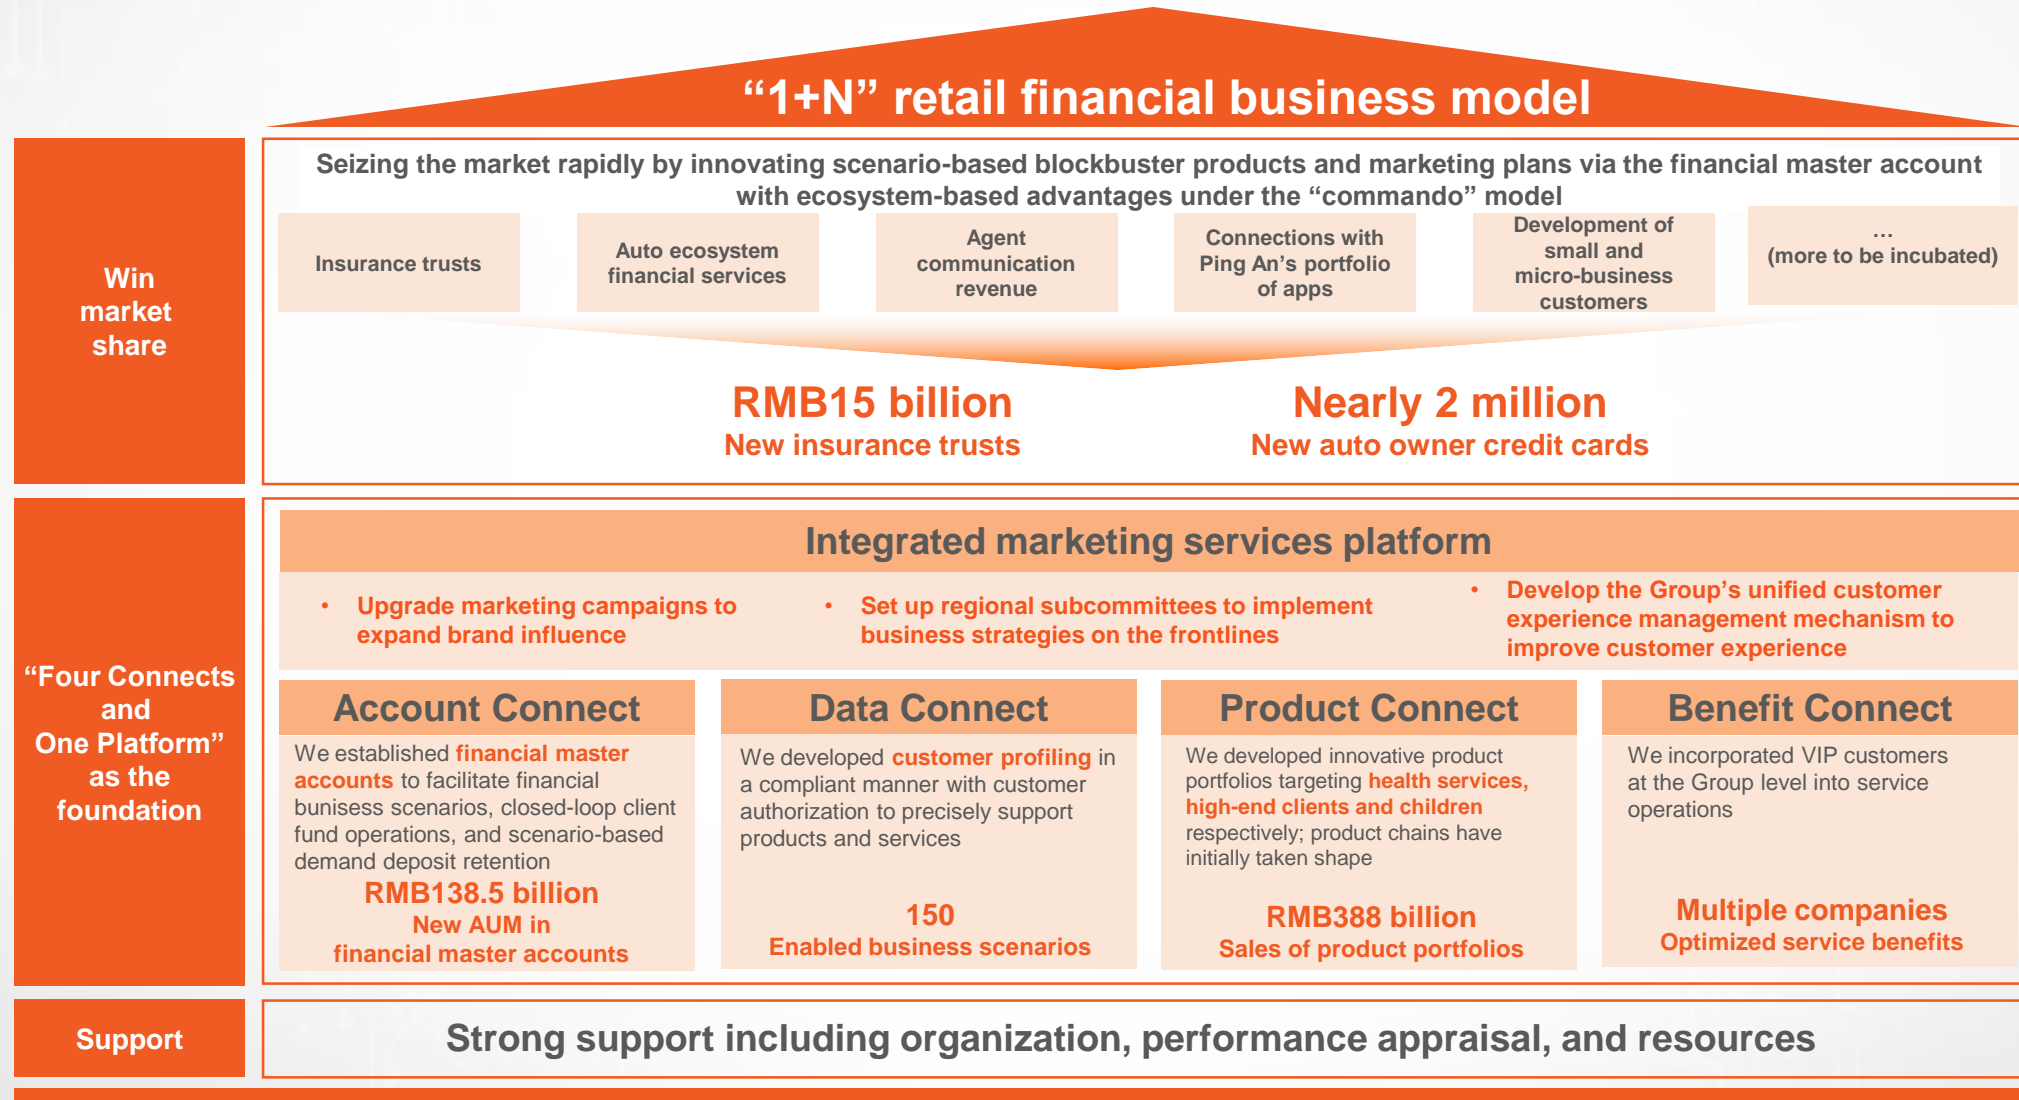 “1+N” retail financial business model
Win
market
share
Seizing the market rapidly by innovating scenario-based blockbuster products and marketing plans via the financial master account
with ecosystem-based advantages under the “commando” model
Insurance trusts
Auto ecosystem
financial services
Agent
communication
revenue
Connections with
Ping An’s portfolio
of apps
Development of
small and
micro-business
customers
…
(more to be incubated)
RMB15 billion
New insurance trusts
Nearly 2 million
New auto owner credit cards
“Four Connects
and
One Platform”
as the
foundation
Integrated marketing services platform
• Upgrade marketing campaigns to
expand brand influence
• Set up regional subcommittees to implement
business strategies on the frontlines
• Develop the Group’s unified customer
experience management mechanism to
improve customer experience
Account Connect
We established financial master
accounts to facilitate financial
bunisess scenarios, closed-loop client
fund operations, and scenario-based
demand deposit retention
RMB138.5 billion
New AUM in
financial master accounts
Data Connect
We developed customer profiling in
a compliant manner with customer
authorization to precisely support
products and services
150
Enabled business scenarios
Product Connect
We developed innovative product
portfolios targeting health services,
high-end clients and children
respectively; product chains have
initially taken shape
RMB388 billion
Sales of product portfolios
Benefit Connect
We incorporated VIP customers
at the Group level into service
operations
Multiple companies
Optimized service benefits
Support
Strong support including organization, performance appraisal, and resources